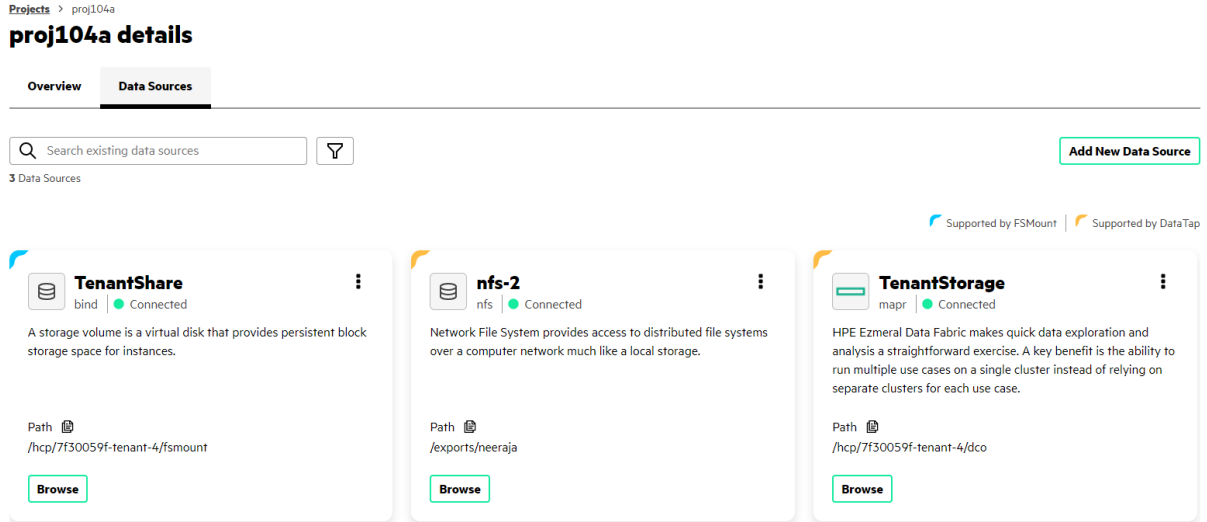 Projects > proj104a
proj104a details
Overview Data Sources
Search existing data sources
Add New Data Source
3 Data Sources
Supported by FSMount | Supported by DataTap
TenantShare
bind | Connected
A storage volume is a virtual disk that provides persistent block
storage space for instances.
Path
/hcp/7f30059f-tenant-4/fsmount
Browse
nfs-2
nfs | Connected
Network File System provides access to distributed file systems
over a computer network much like a local storage.
Path
/exports/neeraja
Browse
TenantStorage
mapr | Connected
HPE Ezmeral Data Fabric makes quick data exploration and
analysis a straightforward exercise. A key benefit is the ability to
run multiple use cases on a single cluster instead of relying on
separate clusters for each use case.
Path
/hcp/7f30059f-tenant-4/dco
Browse